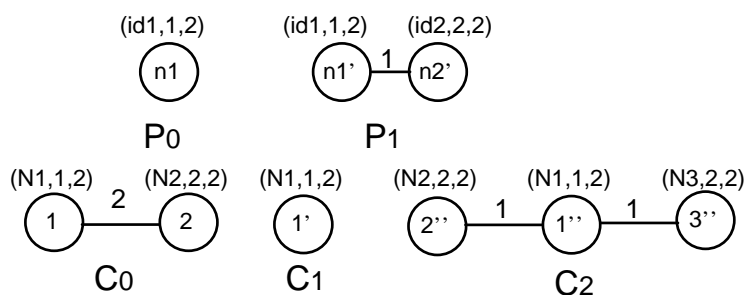 (id1,1,2) (id1,1,2) (id2,2,2)
n1 n1’ 1 n2'
P0 P1
(N1,1,2) (N2,2,2) (N1,1,2) (N2,2,2) (N1,1,2) (N3,2,2)
1 2 2 1' 2’’ 1 1’’ 1 3’’
C0 C1 C2